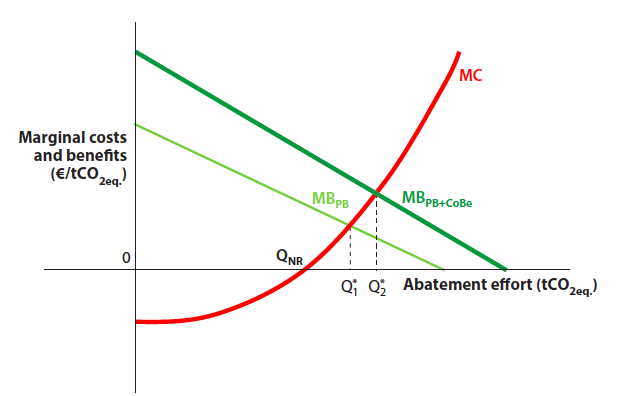 MC
Marginal costs
and benefits
(€/tCO2eq.)
MBPB
MBPB+CoBe
0
QNR
Q*1
Q*2
Abatement effort (tCO2eq.)